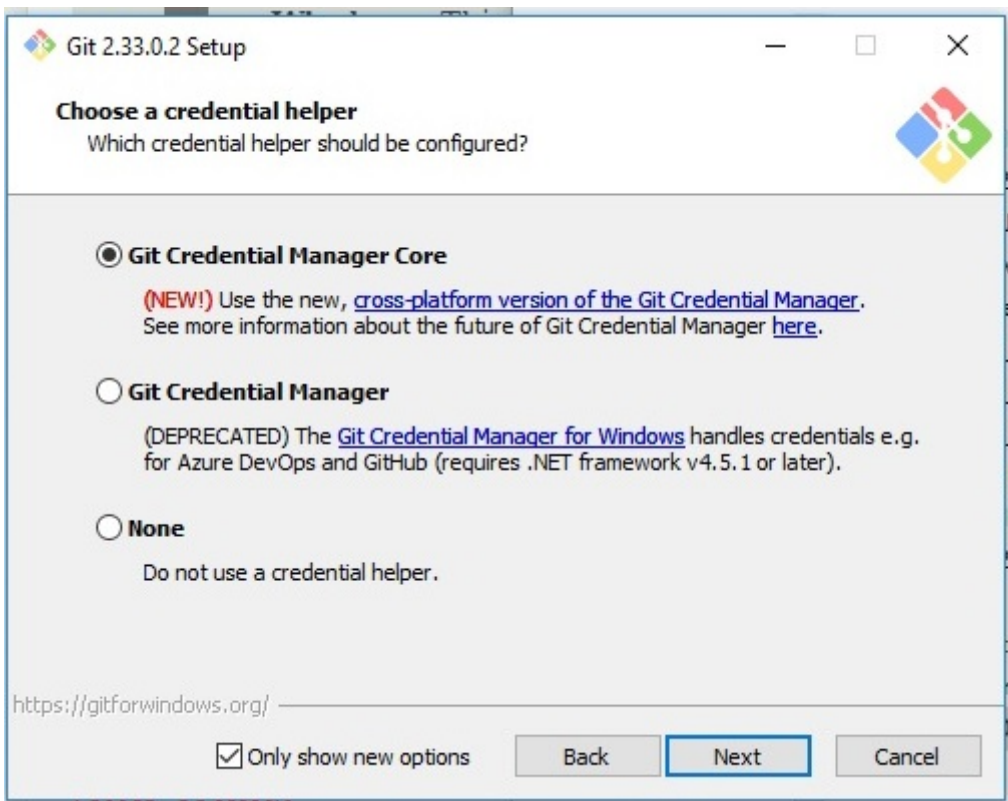 Git 2.33.0.2 Setup
Choose a credential helper
Which credential helper should be configured?
Git Credential Manager Core
(NEW!) Use the new, cross-platform version of the Git Credential Manager.
See more information about the future of Git Credential Manager here.
Git Credential Manager
(DEPRECATED) The Git Credential Manager for Windows handles credentials e.g.
for Azure DevOps and GitHub (requires .NET framework v4.5.1 or later).
None
Do not use a credential helper.
https://gitforwindows.org/
Only show new options
Back
Next
Cancel